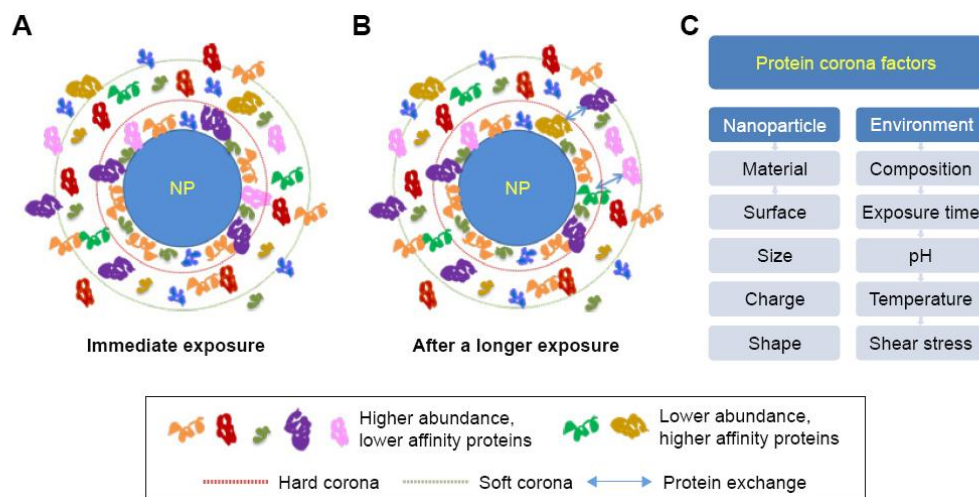 A
B
C
NP
NP
Immediate exposure
After a longer exposure
Protein corona factors
Nanoparticle
Environment
Material
Composition
Surface
Exposure time
Size
pH
Charge
Temperature
Shape
Shear stress
Higher abundance,
lower affinity proteins
Lower abundance,
higher affinity proteins
Hard corona
Soft corona
Protein exchange